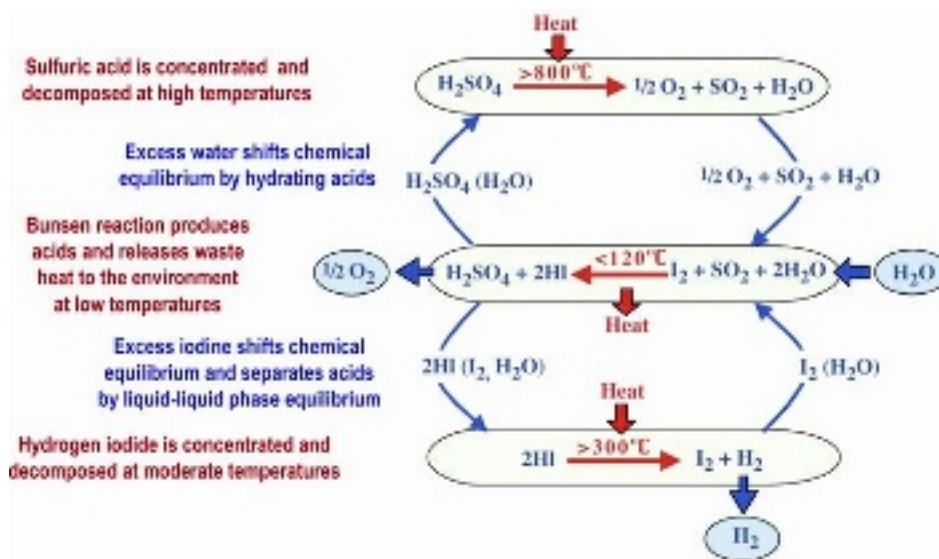 Heat
Sulfuric acid is concentrated and
decomposed at high temperatures
H₂SO₄ >800℃ 1/2 O₂ + SO₂ + H₂O
Excess water shifts chemical
equilibrium by hydrating acids
H₂SO₄ (H₂O)
1/2 O₂ + SO₂ + H₂O
Bunsen reaction produces
acids and releases waste
heat to the environment
at low temperatures
1/2 O₂
H₂SO₄ + 2HI <120℃ I₂ + SO₂ + 2H₂O
H₂O
Heat
Excess iodine shifts chemical
equilibrium and separates acids
by liquid-liquid phase equilibrium
2HI (I₂, H₂O)
I₂ (H₂O)
Heat
Hydrogen iodide is concentrated and
decomposed at moderate temperatures
2HI >300℃ I₂ + H₂
H₂